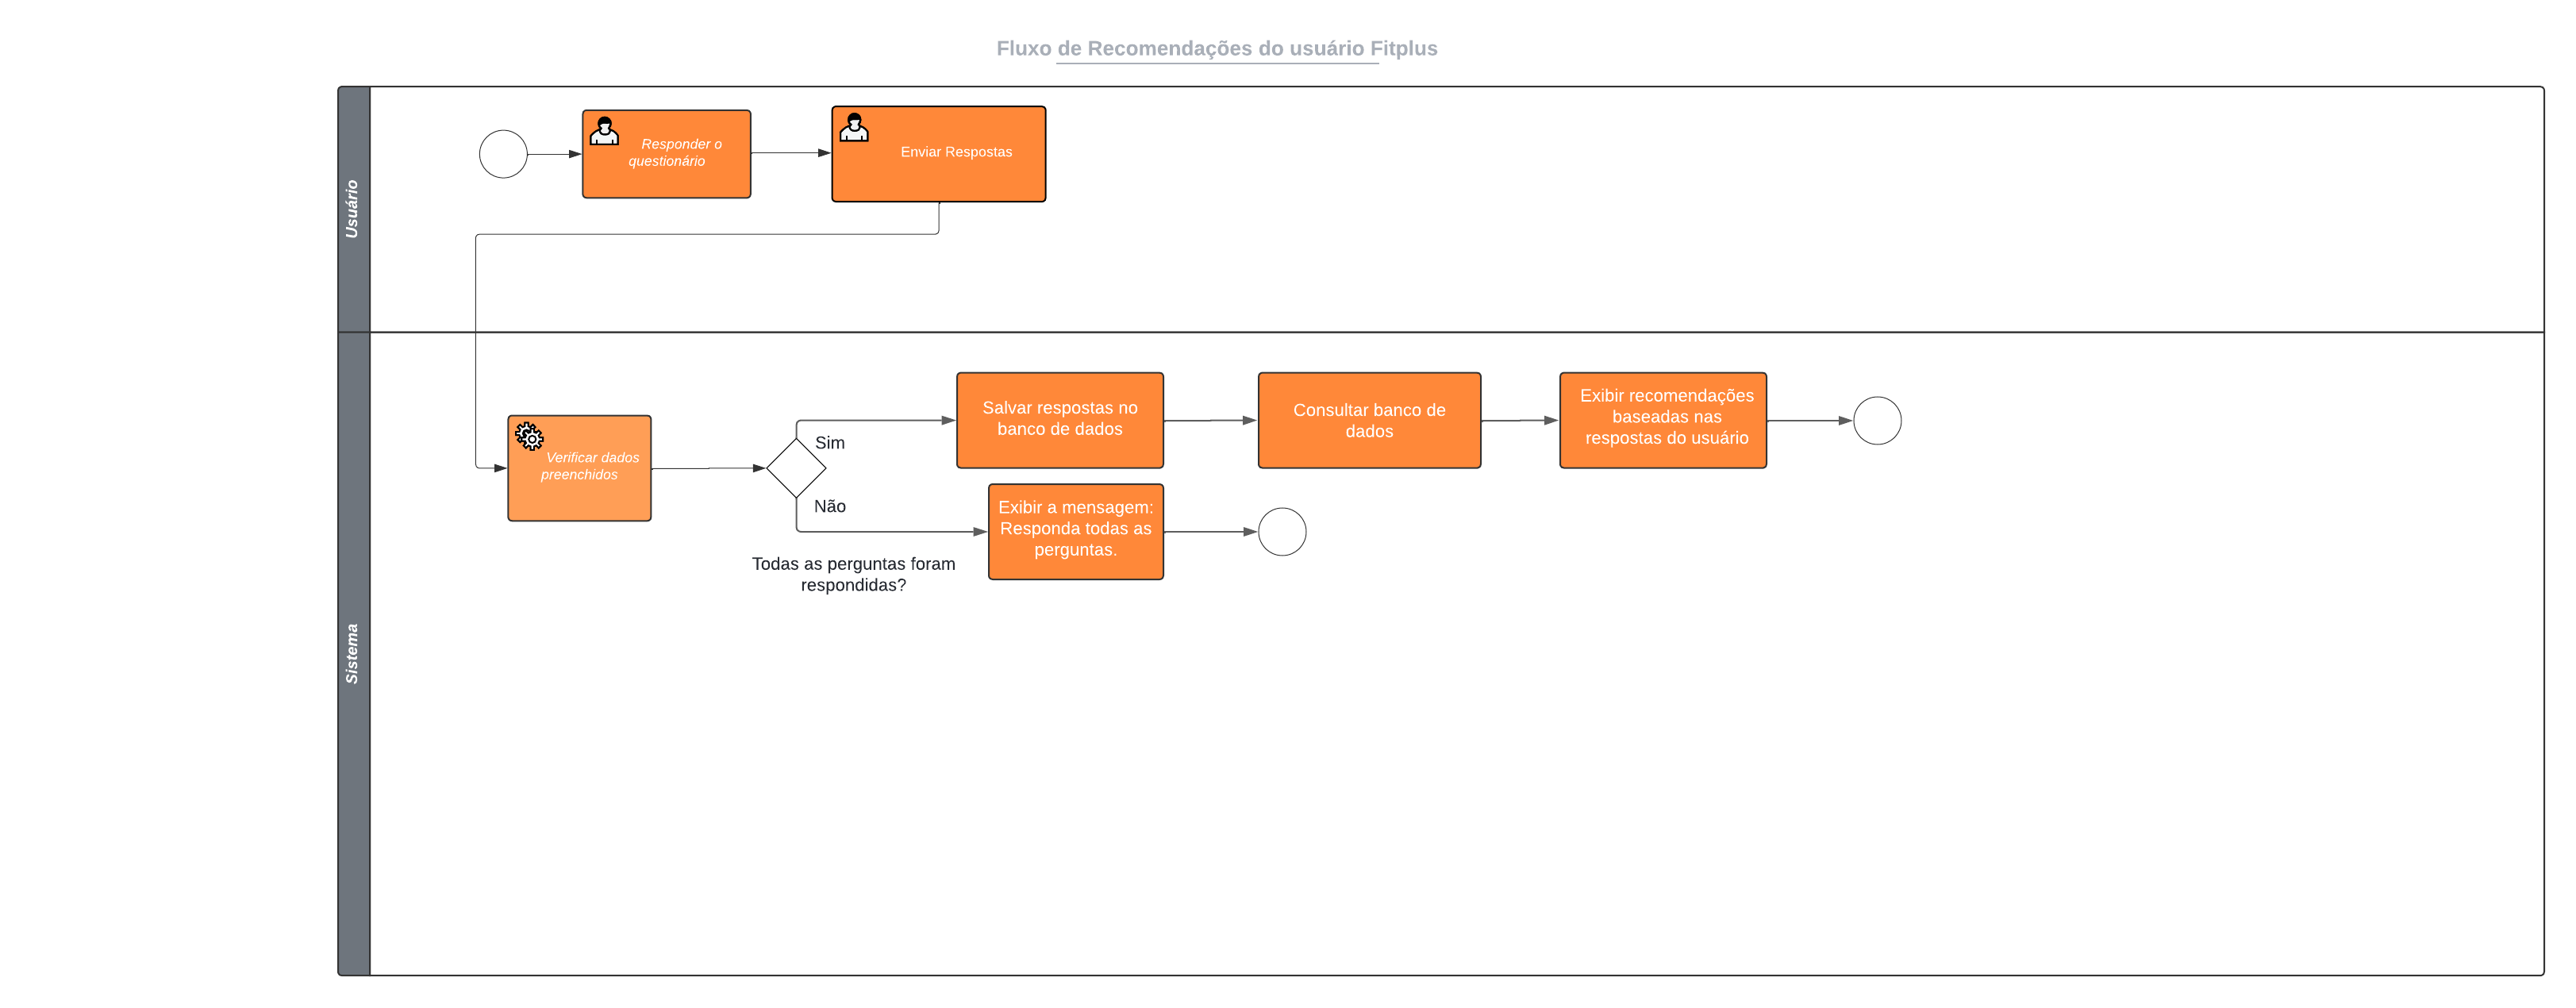 Fluxo de Recomendações do usuário Fitplus
Usuário
Responder o
questionário
Enviar Respostas
Sistema
Verificar dados
preenchidos
Sim
Não
Todas as perguntas foram
respondidas?
Salvar respostas no
banco de dados
Consultar banco de
dados
Exibir recomendações
baseadas nas
respostas do usuário
Exibir a mensagem:
Responda todas as
perguntas.